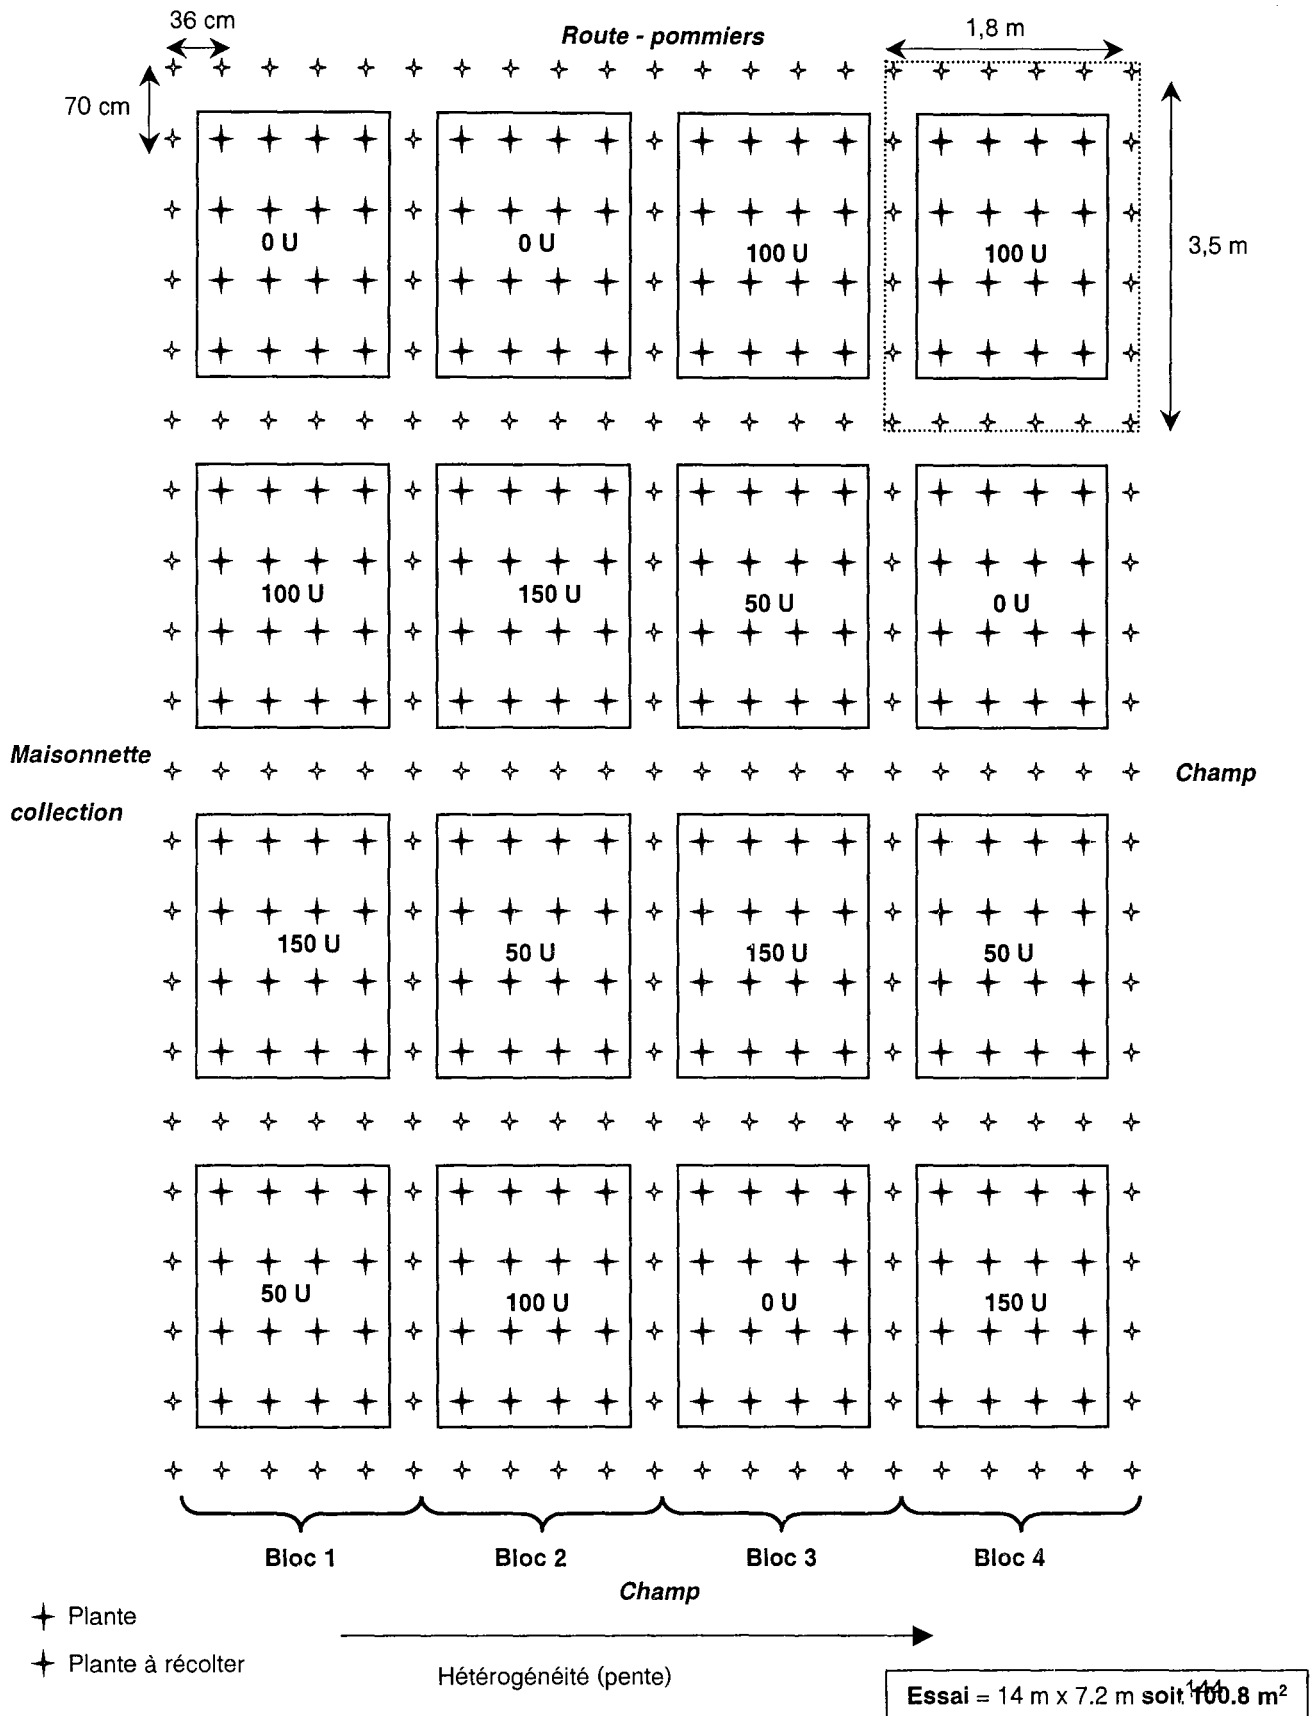 36 cm
Route - pommiers
1,8 m
70 cm
0 U
0 U
100 U
100 U
3,5 m
100 U
150 U
50 U
0 U
Maisonnette
collection
Champ
150 U
50 U
150 U
50 U
50 U
100 U
0 U
150 U
Bloc 1
Bloc 2
Bloc 3
Bloc 4
Champ
Plante
Plante à récolter
Hétérogénéité (pente)
144
Essai = 14 m x 7.2 m soit 100.8 m²